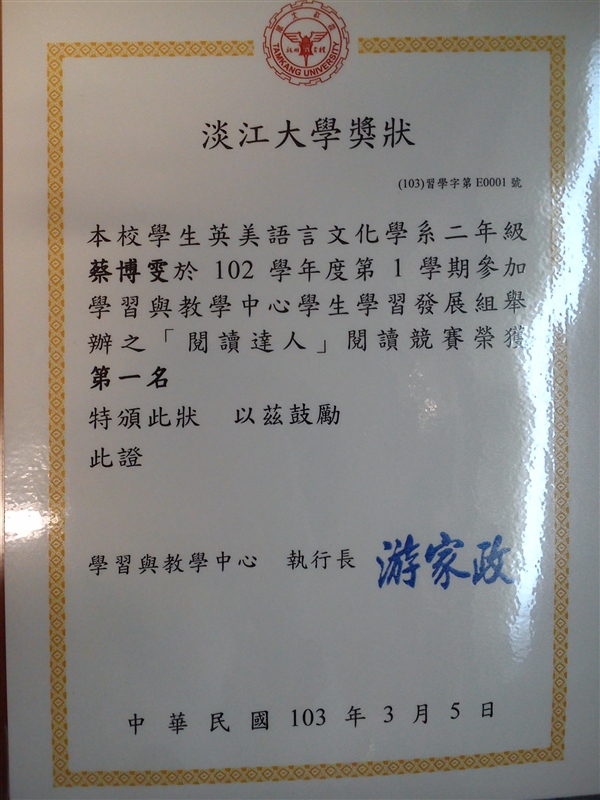 TAMKANG UNIVERSITY
淡江大學獎狀
(103)習學字第 E0001 號
本校學生英美語言文化學系二年級
蔡博雯於 102 學年度第 1 學期參加
學習與教學中心學生學習發展組舉
辦之「閱讀達人」閱讀競賽榮獲
第一名
特頒此狀 以茲鼓勵
此證
學習與教學中心 執行長 游家政
中華民國 103 年 3 月 5 日